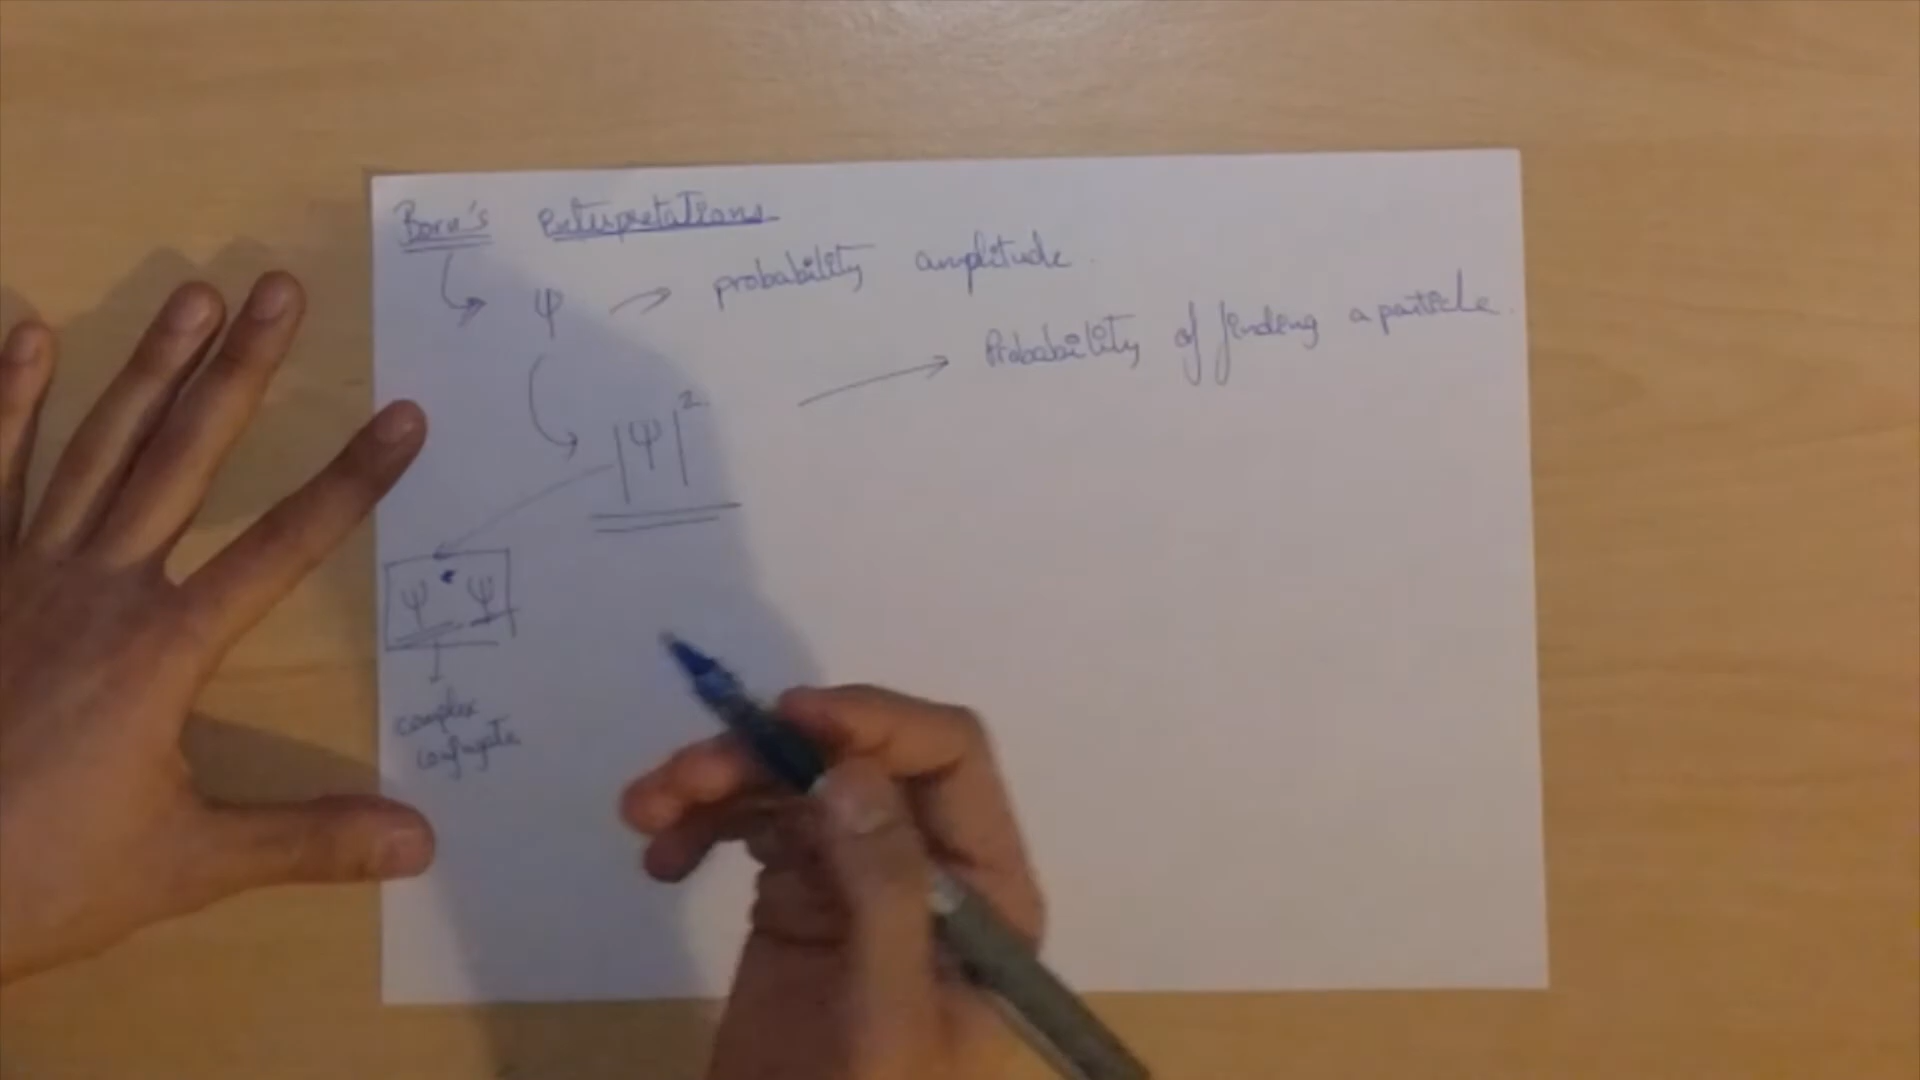 Born's interpretations
ψ → probability amplitude.
|ψ|² → Probability of finding a particle.
ψ* ψ
complex
conjugate